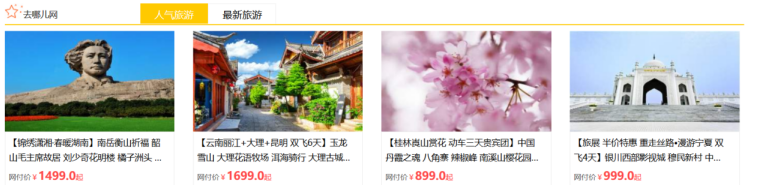 去哪儿网
人气旅游
最新旅游
【锦绣潇湘·春暖湖南】南岳衡山祈福 韶
山毛主席故居 刘少奇花明楼 橘子洲头 ...
网付价 ¥ 1499.0起
【云南丽江+大理+昆明 双飞6天】玉龙
雪山 大理花语牧场 洱海骑行 大理古城...
网付价 ¥ 1699.0起
【桂林崀山赏花 动车三天贵宾团】中国
丹霞之魂 八角寨 辣椒峰 南溪山樱花园...
网付价 ¥ 899.0起
【旅展 半价特惠 重走丝路•漫游宁夏 双
飞4天】银川西部影视城 穆民新村 中...
网付价 ¥ 999.0起